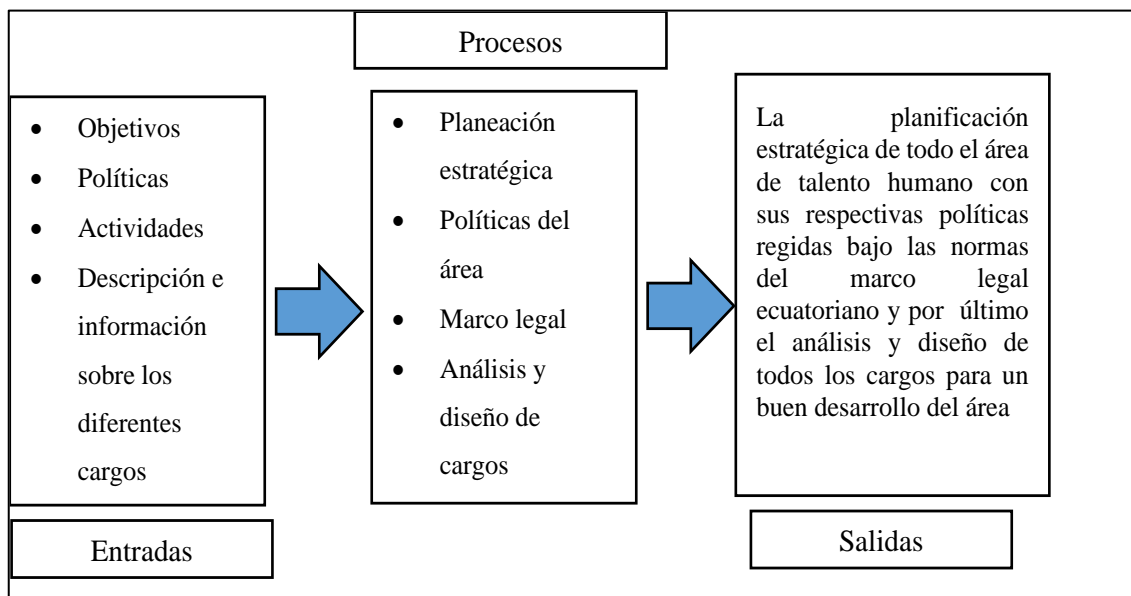 Procesos
• Objetivos
• Políticas
• Actividades
• Descripción e
información
sobre los
diferentes
cargos
Entradas
• Planeación
estratégica
• Políticas del
área
• Marco legal
• Análisis y
diseño de
cargos
La planificación
estratégica de todo el área
de talento humano con
sus respectivas políticas
regidas bajo las normas
del marco legal
ecuatoriano y por último
el análisis y diseño de
todos los cargos para un
buen desarrollo del área
Salidas